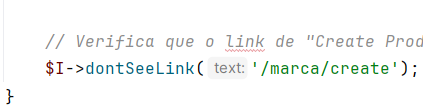 // Verifica que o link de "Create Prod
$I->dontSeeLink( text: '/marca/create');
}